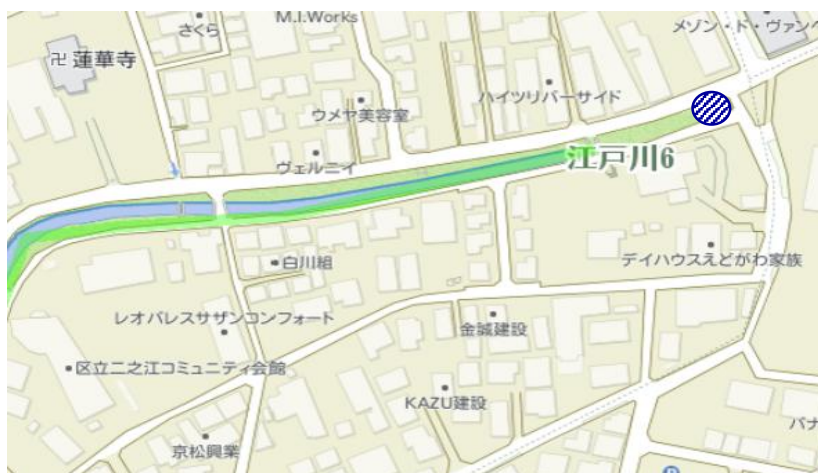 さくら
M.I.Works
メゾン・ド・ヴァンベ
卍 蓮華寺
ウメヤ美容室
ハイツリバーサイド
ヴェルニイ
江戸川6
白川組
デイハウスえどがわ家族
レオパレスサザンコンフォート
金誠建設
区立二之江コミュニティ会館
KAZU建設
京松興業
バナ
P